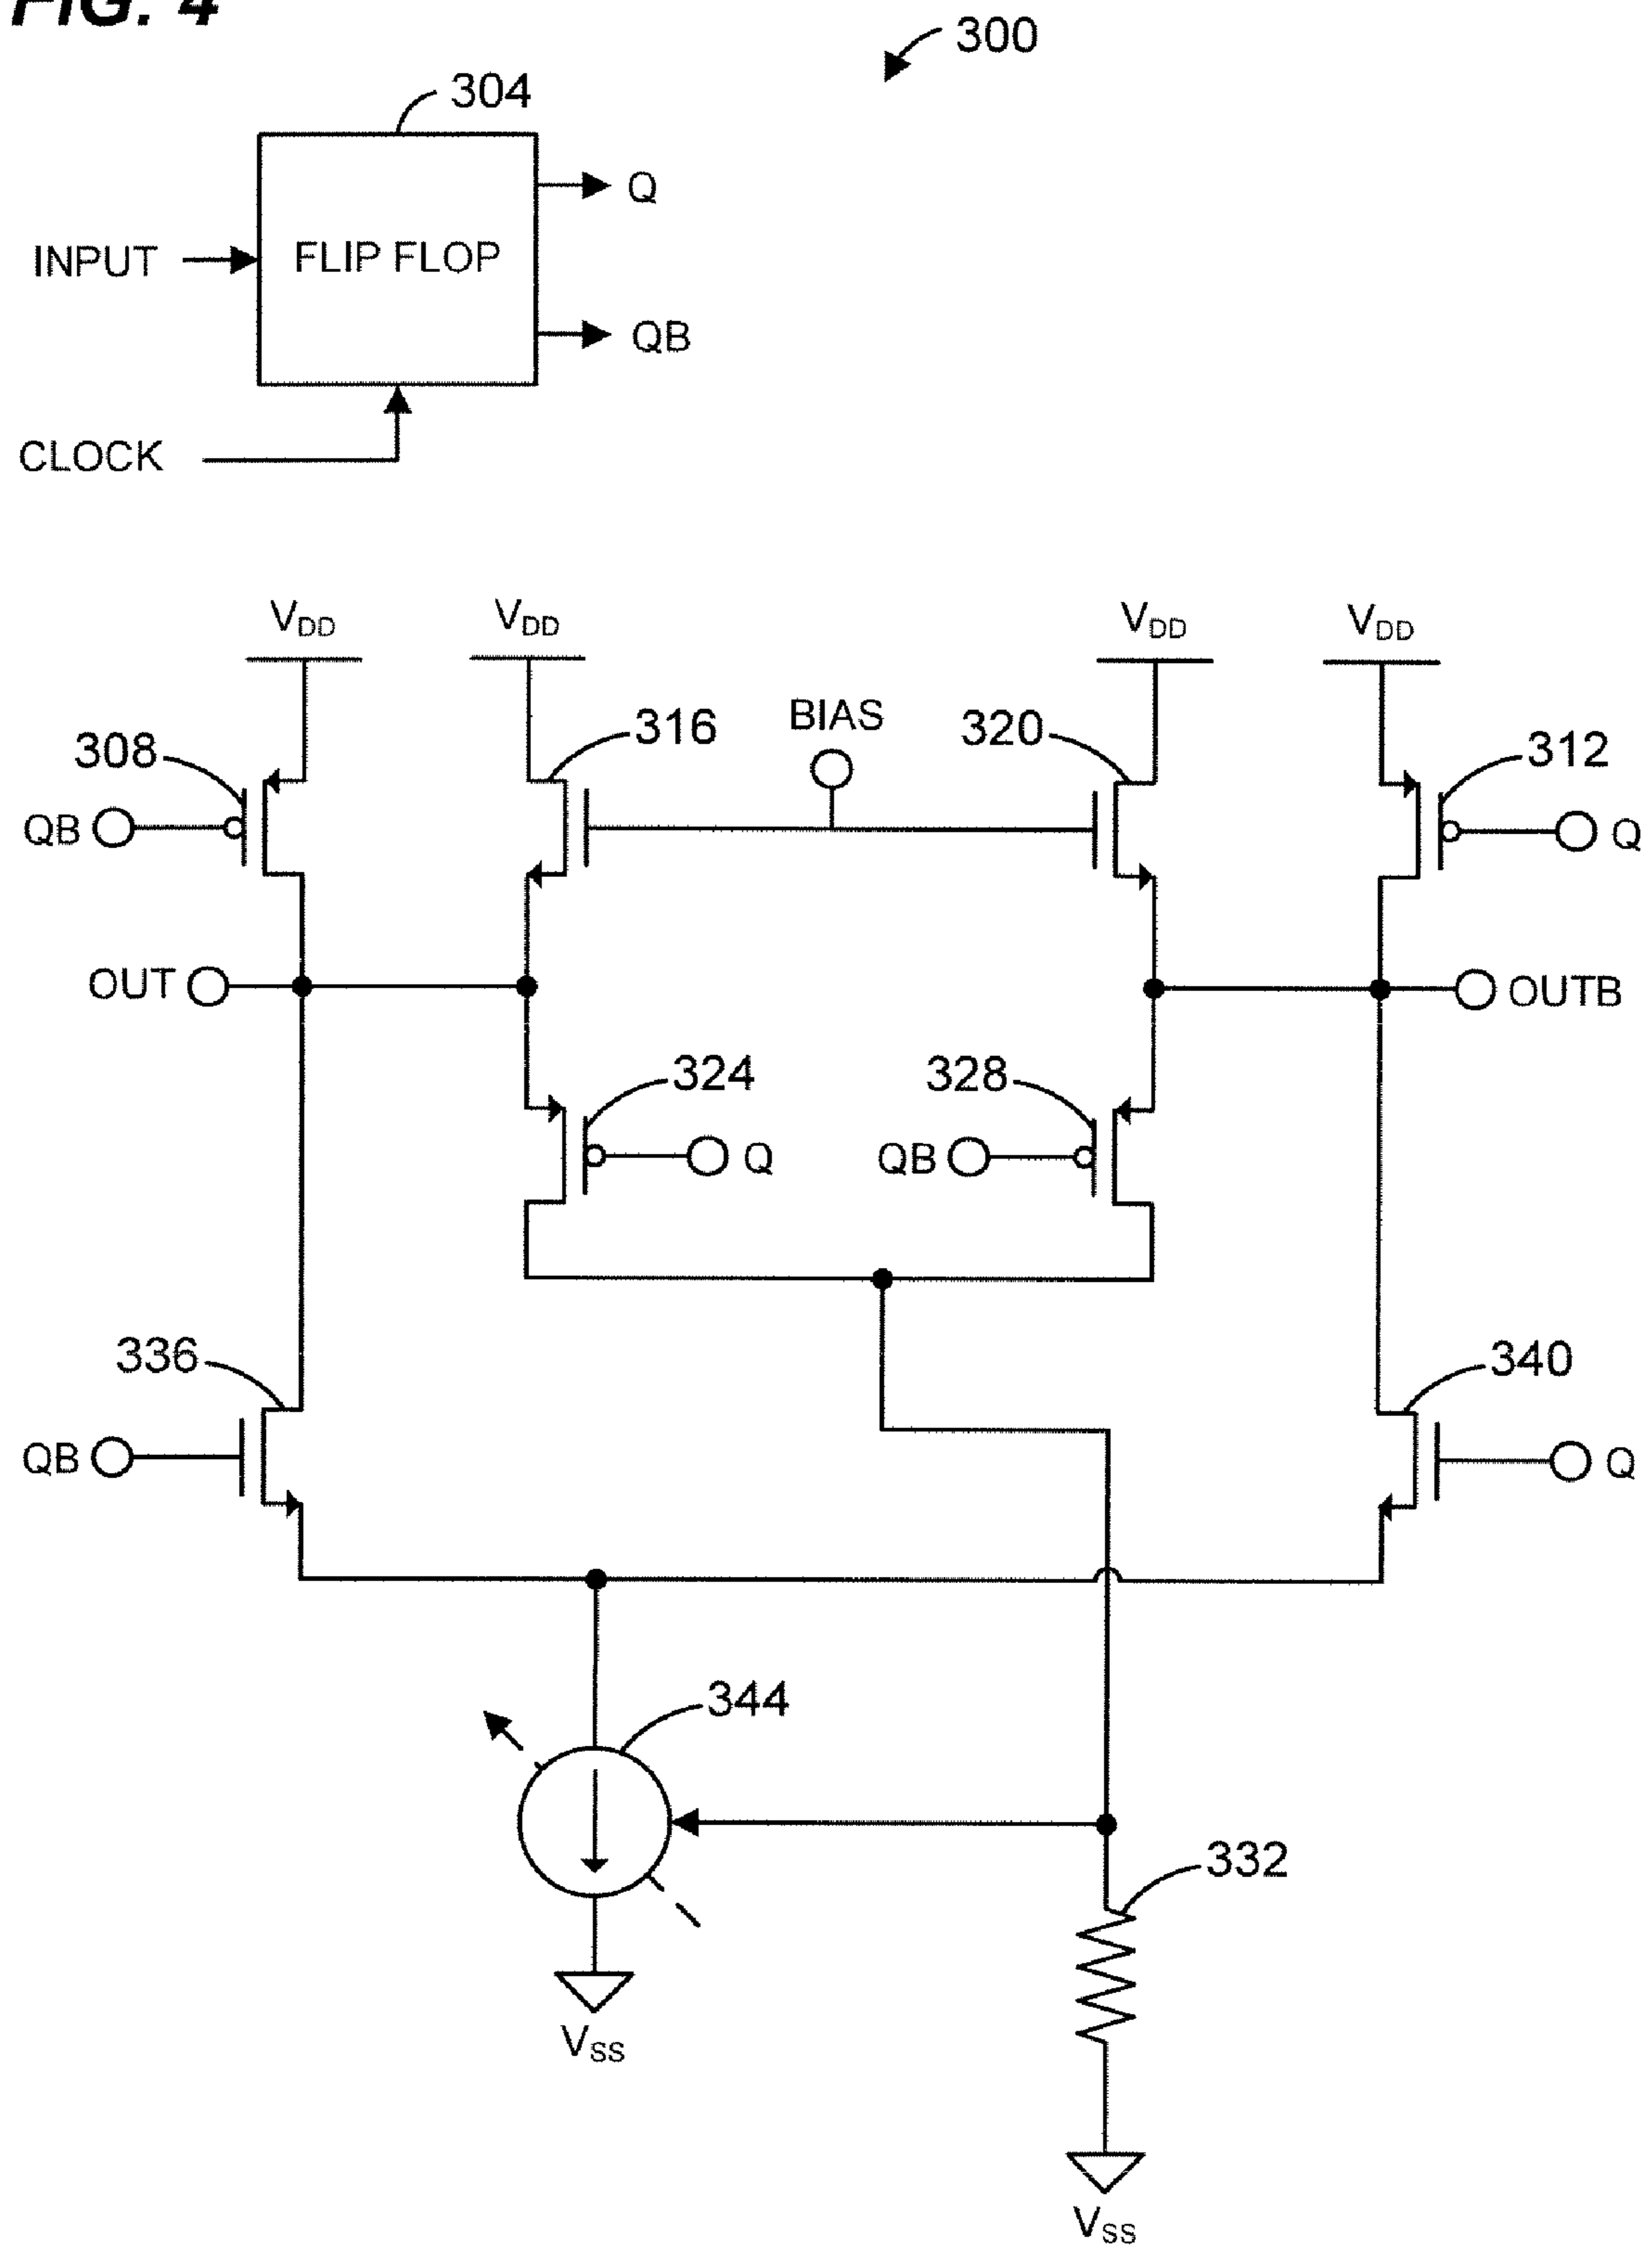 FIG. 4
300
304
Q
INPUT
FLIP FLOP
QB
CLOCK
VDD
VDD
VDD
VDD
308
316
BIAS
320
312
QB
Q
OUT
OUTB
324
328
Q
QB
336
340
QB
Q
344
332
VSS
VSS